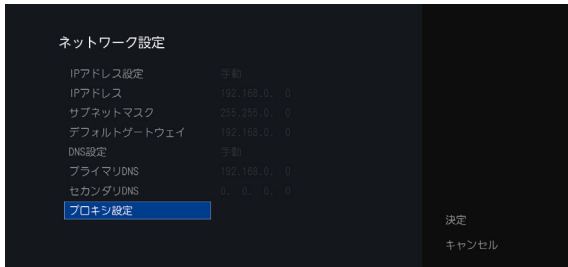 ネットワーク設定
IPアドレス設定 手動
IPアドレス 192.168.0. 0
サブネットマスク 255.255.0. 0
デフォルトゲートウェイ 192.168.0. 0
DNS設定 手動
プライマリDNS 192.168.0. 0
セカンダリDNS 0. 0. 0. 0
プロキシ設定
決定
キャンセル